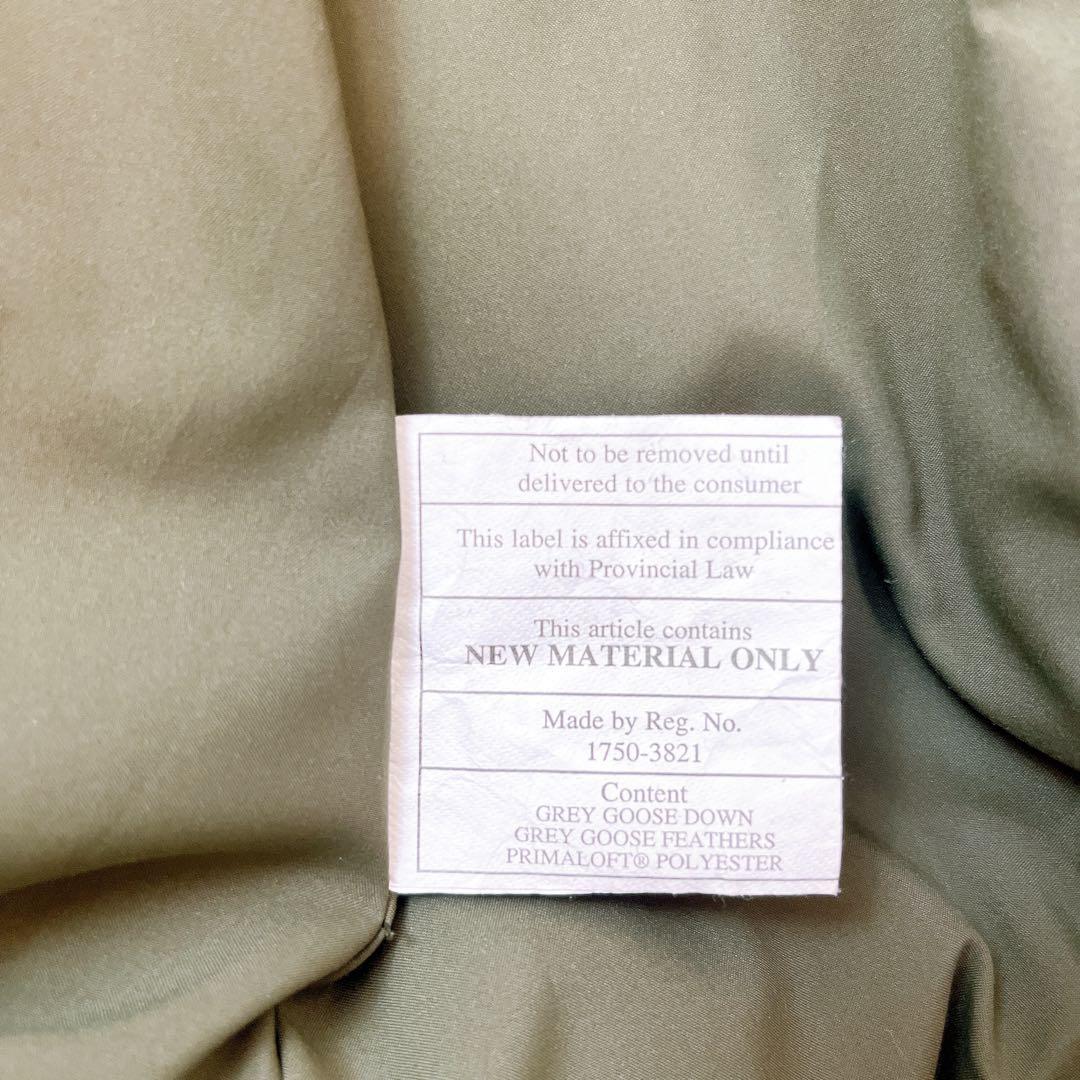 Not to be removed until
delivered to the consumer
This label is affixed in compliance
with Provincial Law
This article contains
NEW MATERIAL ONLY
Made by Reg. No.
1750-3821
Content
GREY GOOSE DOWN
GREY GOOSE FEATHERS
PRIMALOFT® POLYESTER